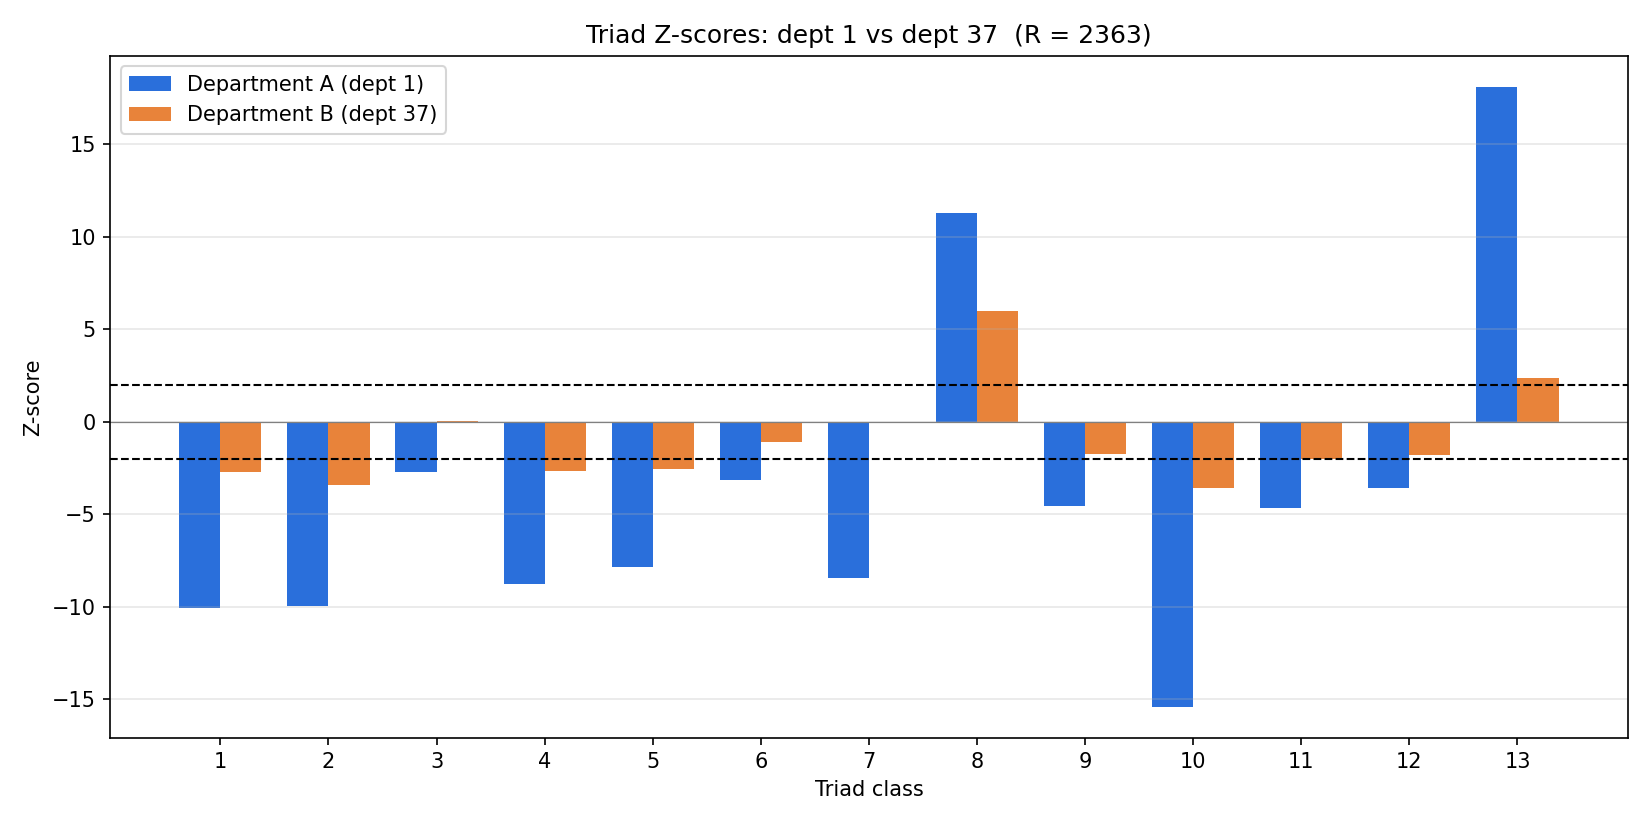 Triad Z-scores: dept 1 vs dept 37  (R = 2363)
Department A (dept 1)
Department B (dept 37)
15
10
5
0
−5
−10
−15
Z-score
1 2 3 4 5 6 7 8 9 10 11 12 13
Triad class